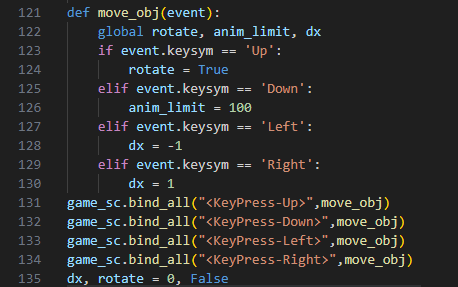 121 def move_obj(event):
122     global rotate, anim_limit, dx
123     if event.keysym == 'Up':
124         rotate = True
125     elif event.keysym == 'Down':
126         anim_limit = 100
127     elif event.keysym == 'Left':
128         dx = -1
129     elif event.keysym == 'Right':
130         dx = 1
131 game_sc.bind_all("<KeyPress-Up>",move_obj)
132 game_sc.bind_all("<KeyPress-Down>",move_obj)
133 game_sc.bind_all("<KeyPress-Left>",move_obj)
134 game_sc.bind_all("<KeyPress-Right>",move_obj)
135 dx, rotate = 0, False